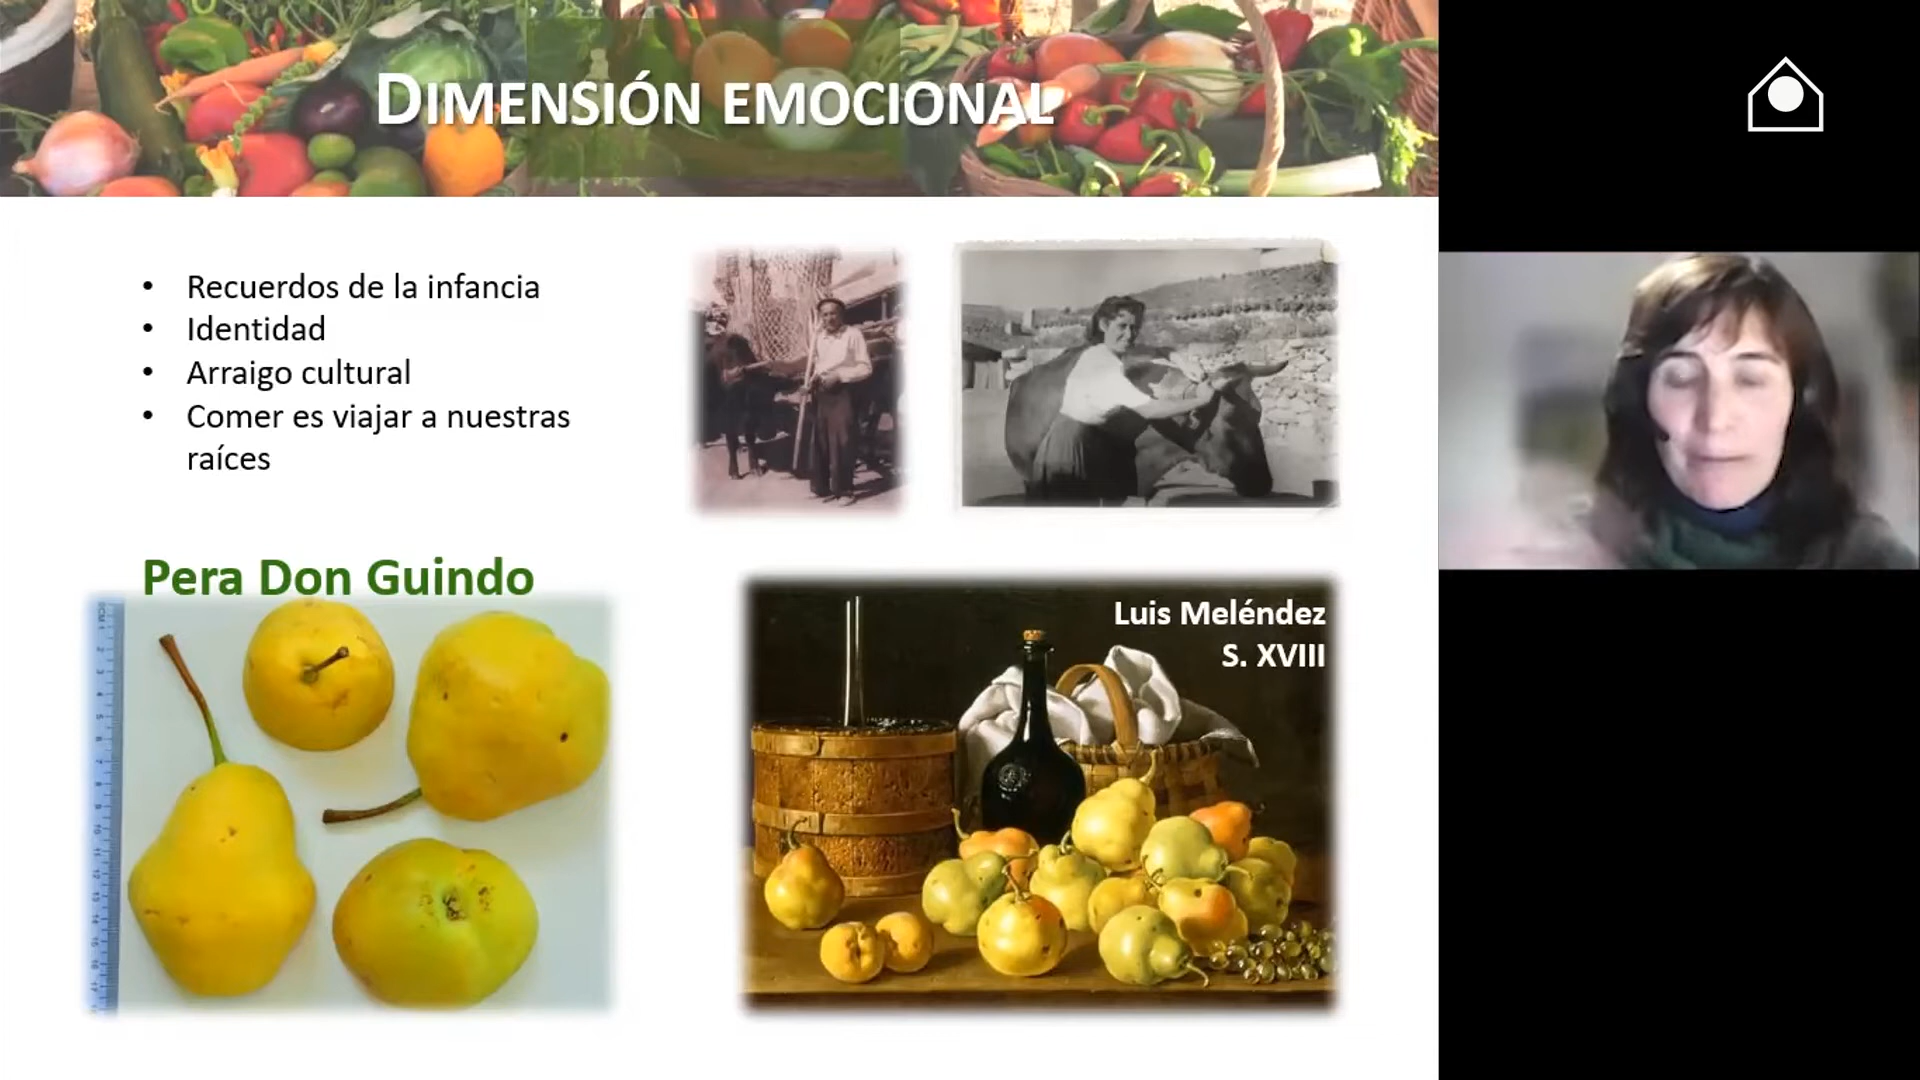 DIMENSIÓN EMOCIONAL
• Recuerdos de la infancia
• Identidad
• Arraigo cultural
• Comer es viajar a nuestras
raíces
Pera Don Guindo
Luis Meléndez
S. XVIII